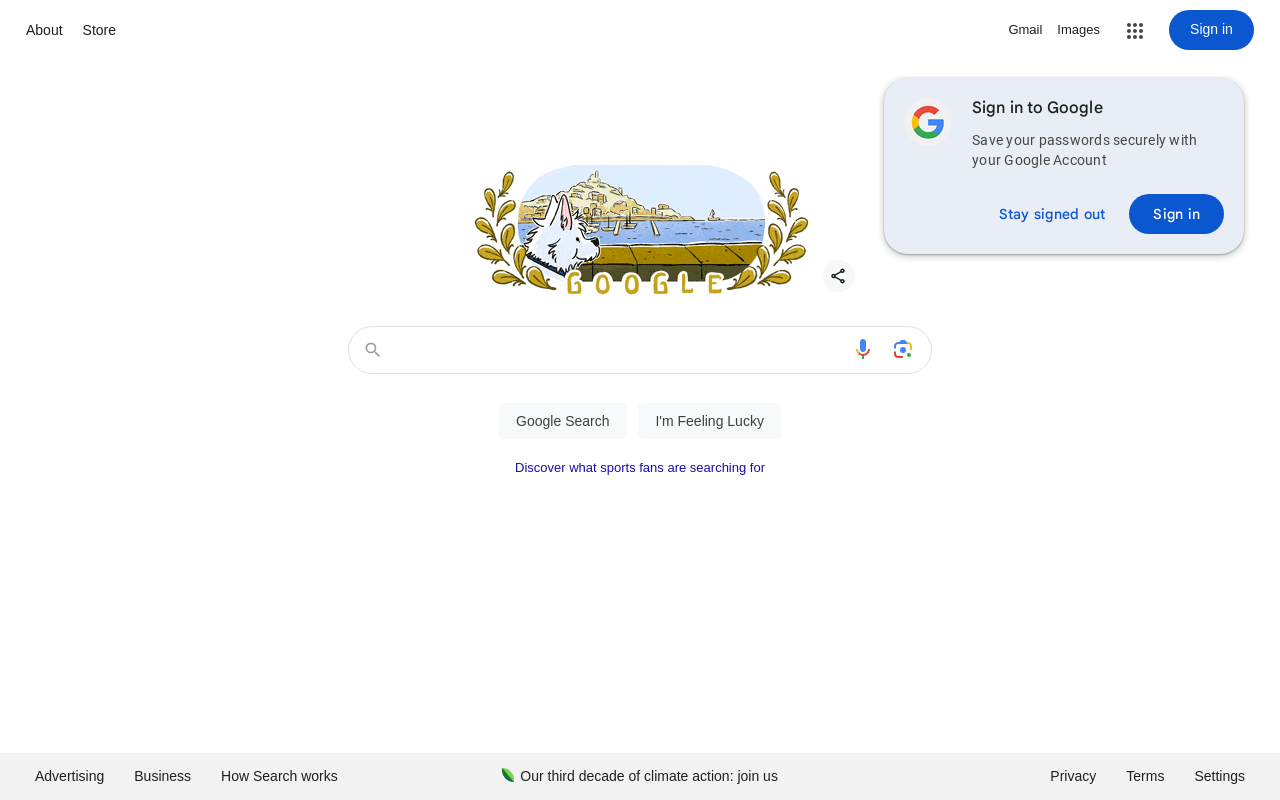 About Store
Gmail Images
Sign in
Sign in to Google
Save your passwords securely with
your Google Account
Stay signed out
Sign in
GOOGLE
Google Search
I'm Feeling Lucky
Discover what sports fans are searching for
Advertising Business How Search works
Our third decade of climate action: join us
Privacy Terms Settings